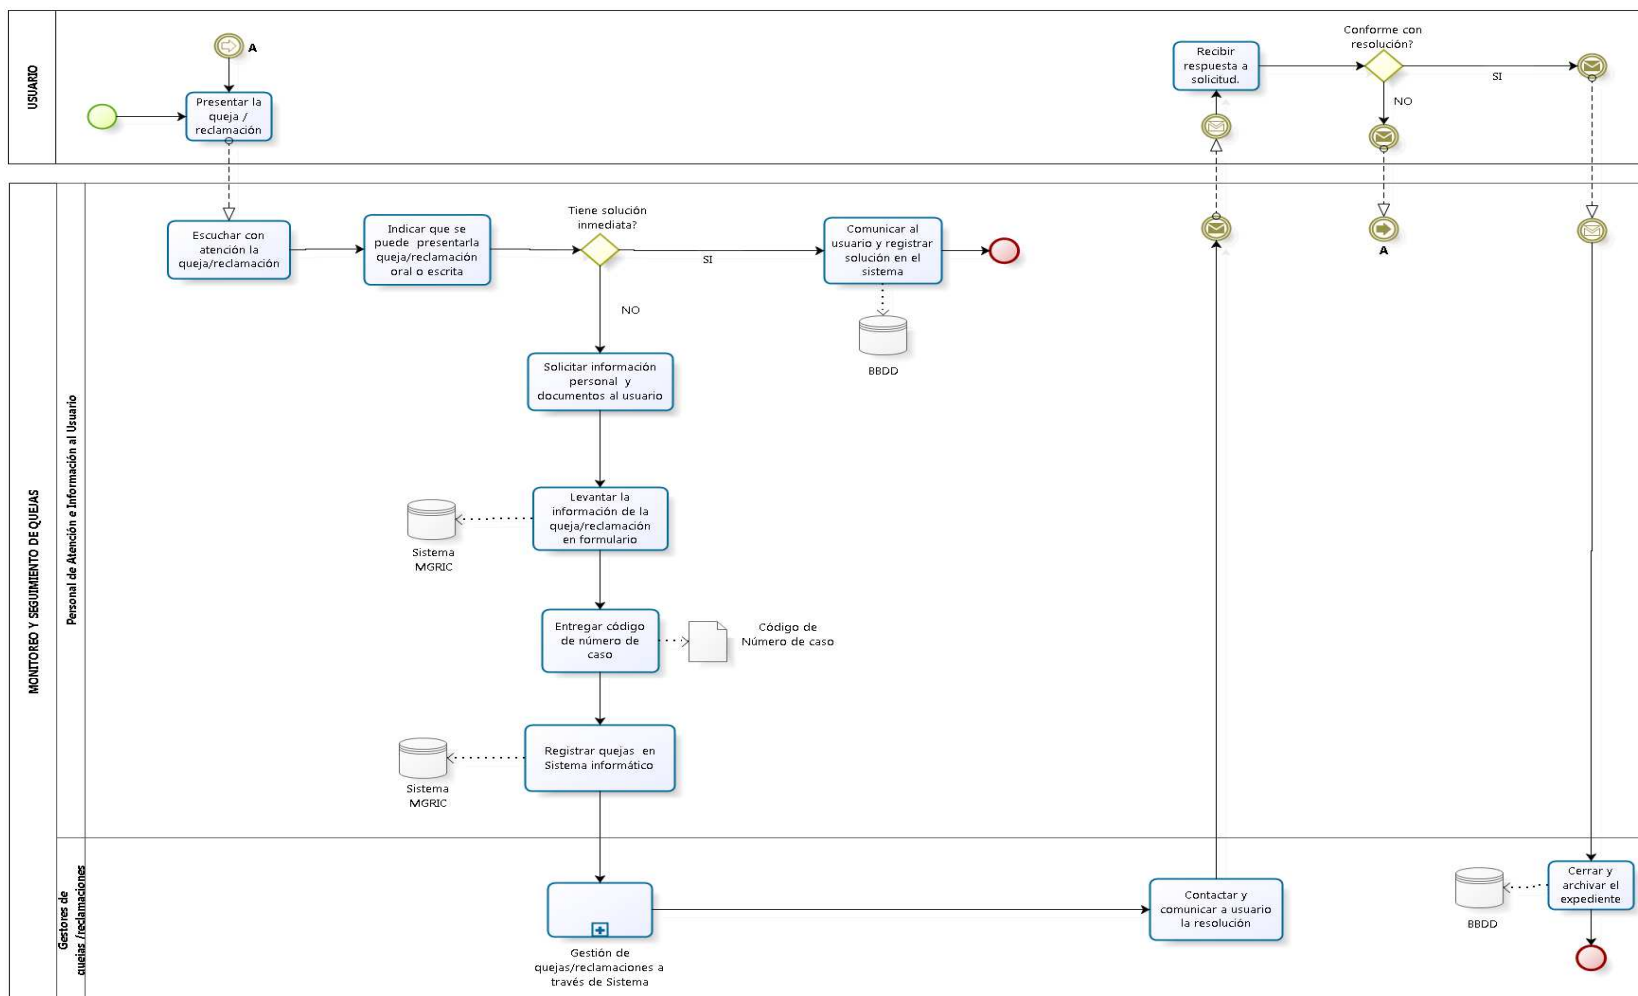 USUARIO
A
Presentar la
queja /
reclamación
Recibir
respuesta a
solicitud.
Conforme con
resolución?
SI
NO
MONITOREO Y SEGUIMIENTO DE QUEJAS
Personal de Atención e Información al Usuario
Escuchar con
atención la
queja/reclamación
Indicar que se
puede presentarla
queja/reclamación
oral o escrita
Tiene solución
inmediata?
SI
NO
Comunicar al
usuario y registrar
solución en el
sistema
BBDD
A
Solicitar información
personal y
documentos al usuario
Levantar la
información de la
queja/reclamación
en formulario
Sistema
MGRIC
Entregar código
de número de
caso
Código de
Número de caso
Registrar quejas en
Sistema informático
Sistema
MGRIC
Gestores de
quejas /reclamaciones
Gestión de
quejas/reclamaciones a
través de Sistema
Contactar y
comunicar a usuario
la resolución
Cerrar y
archivar el
expediente
BBDD